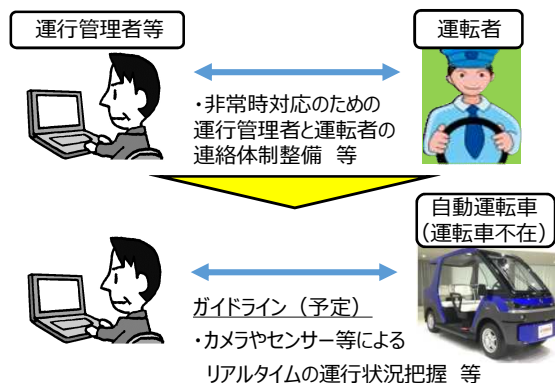 運行管理者等
運転者
・非常時対応のための
運行管理者と運転者の
連絡体制整備 等
自動運転車
(運転車不在)
ガイドライン（予定）
・カメラやセンサー等による
リアルタイムの運行状況把握 等